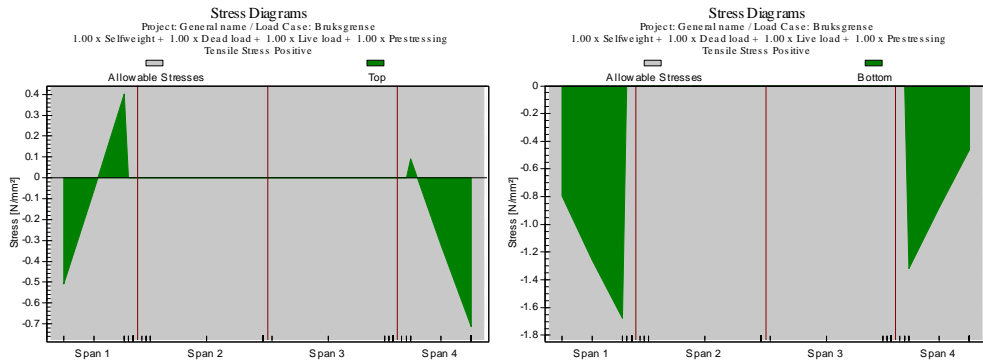 Stress Diagrams
Project: General name / Load Case: Bruksgrense
1.00 x Selfweight + 1.00 x Dead load + 1.00 x Live load + 1.00 x Prestressing
Tensile Stress Positive
Allowable Stresses
Top
Stress [N/mm²]
0.4
0.3
0.2
0.1
0
-0.1
-0.2
-0.3
-0.4
-0.5
-0.6
-0.7
Span 1
Span 2
Span 3
Span 4
Stress Diagrams
Project: General name / Load Case: Bruksgrense
1.00 x Selfweight + 1.00 x Dead load + 1.00 x Live load + 1.00 x Prestressing
Tensile Stress Positive
Allowable Stresses
Bottom
Stress [N/mm²]
0
-0.2
-0.4
-0.6
-0.8
-1.0
-1.2
-1.4
-1.6
-1.8
Span 1
Span 2
Span 3
Span 4